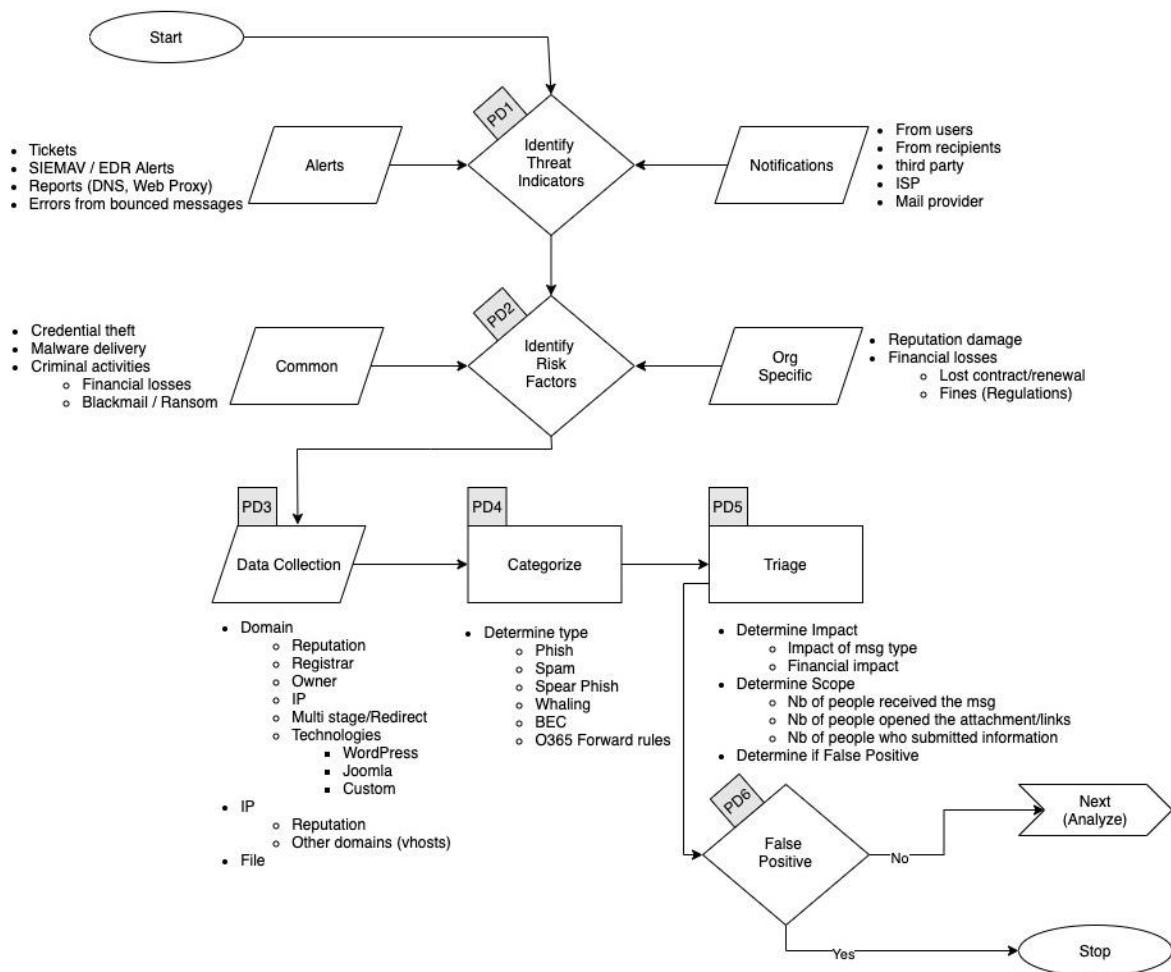 Start
PD1
Identify
Threat
Indicators
Alerts
• Tickets
• SIEMAV / EDR Alerts
• Reports (DNS, Web Proxy)
• Errors from bounced messages
Notifications
• From users
• From recipients
• third party
• ISP
• Mail provider
PD2
Identify
Risk
Factors
Common
• Credential theft
• Malware delivery
• Criminal activities
○ Financial losses
○ Blackmail / Ransom
Org
Specific
• Reputation damage
• Financial losses
○ Lost contract/renewal
○ Fines (Regulations)
PD3
Data Collection
• Domain
○ Reputation
○ Registrar
○ Owner
○ IP
○ Multi stage/Redirect
○ Technologies
▪ WordPress
▪ Joomla
▪ Custom
• IP
○ Reputation
○ Other domains (vhosts)
• File
PD4
Categorize
• Determine type
○ Phish
○ Spam
○ Spear Phish
○ Whaling
○ BEC
○ O365 Forward rules
PD5
Triage
• Determine Impact
○ Impact of msg type
○ Financial impact
• Determine Scope
○ Nb of people received the msg
○ Nb of people opened the attachment/links
○ Nb of people who submitted information
• Determine if False Positive
PD6
False
Positive
No
Next
(Analyze)
Yes
Stop